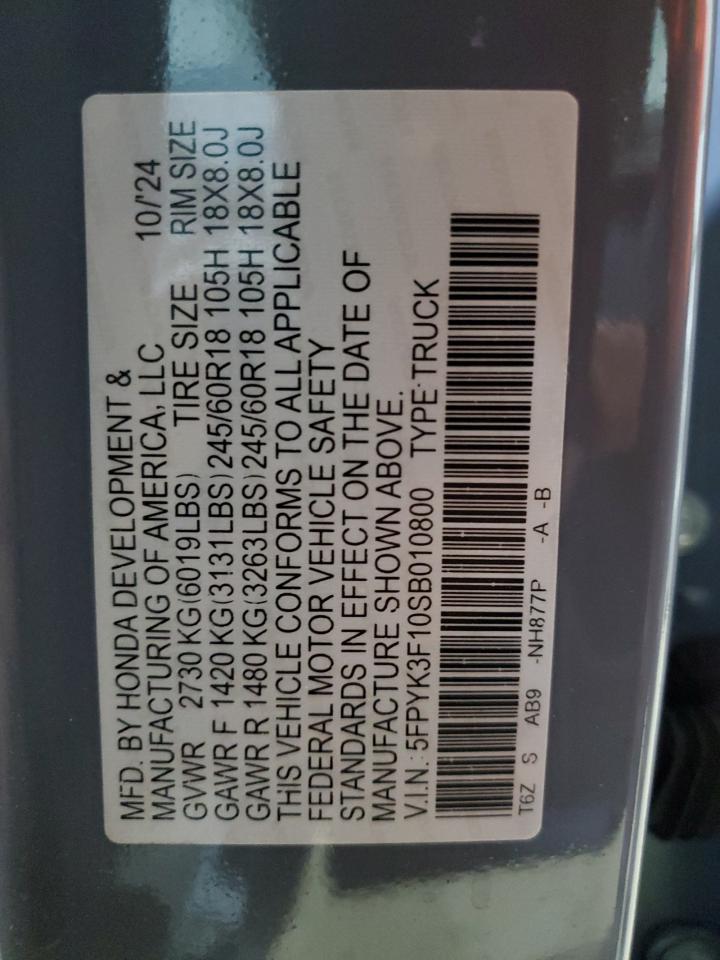 MFD. BY HONDA DEVELOPMENT &
MANUFACTURING OF AMERICA, LLC 10/'24
GVWR 2730 KG(6019LBS) TIRE SIZE RIM SIZE
GAWR F 1420 KG(3131LBS) 245/60R18 105H 18X8.0J
GAWR R 1480 KG(3263LBS) 245/60R18 105H 18X8.0J
THIS VEHICLE CONFORMS TO ALL APPLICABLE
FEDERAL MOTOR VEHICLE SAFETY
STANDARDS IN EFFECT ON THE DATE OF
MANUFACTURE SHOWN ABOVE.
V.I.N.: 5FPYK3F10SB010800 TYPE: TRUCK
T6Z S AB9 -NH877P -A -B